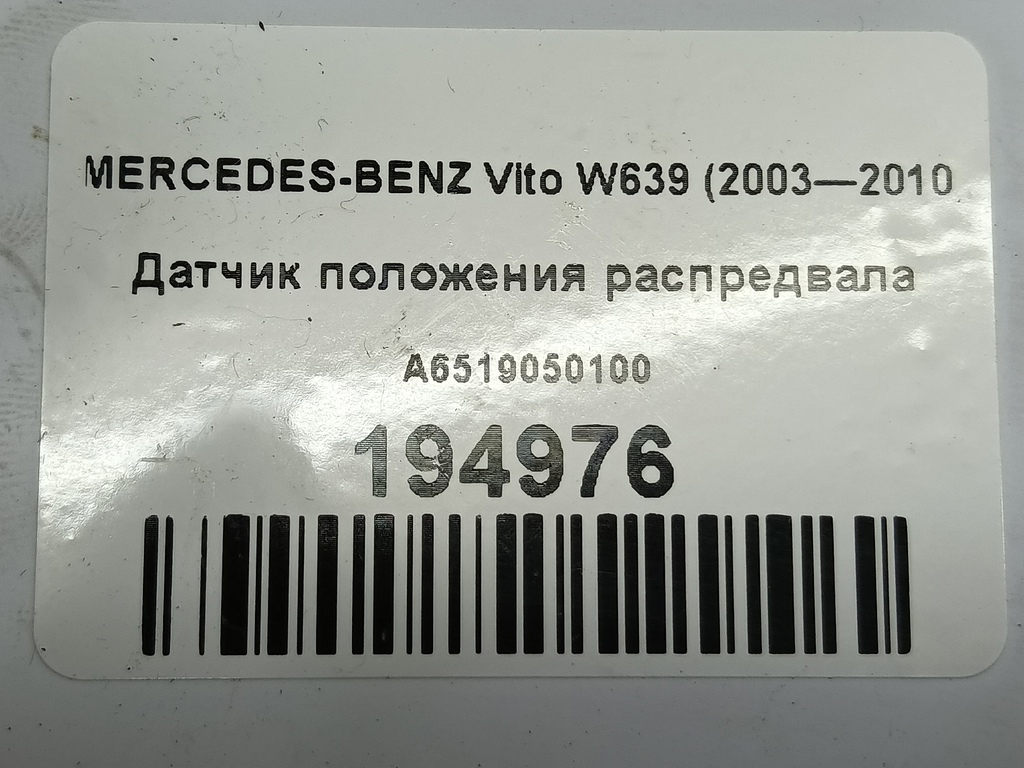 MERCEDES-BENZ Vito W639 (2003—2010
Датчик положения распредвала
A6519050100
194976